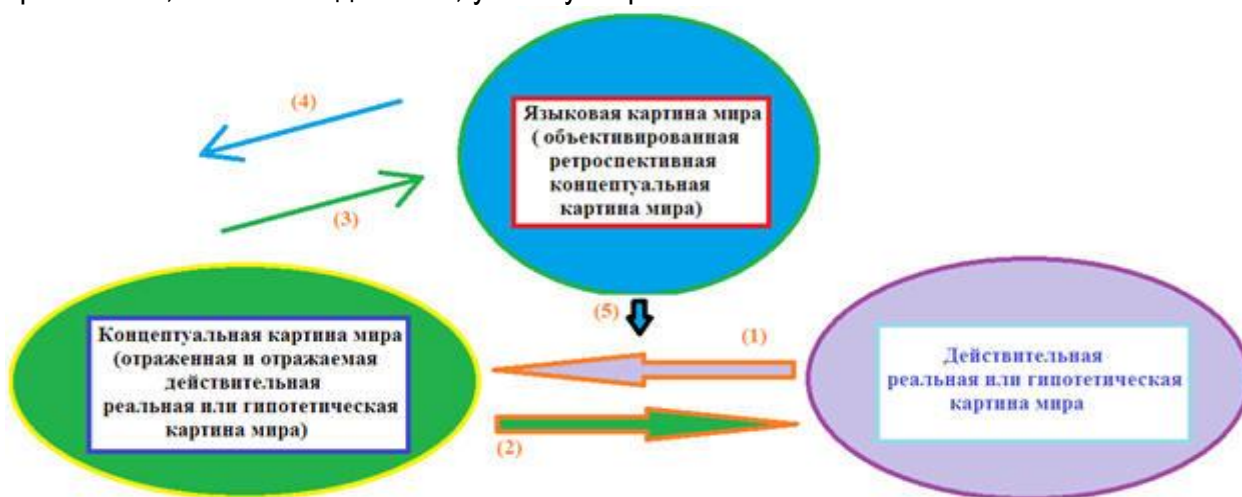 (4)
Языковая картина мира
( объективированная
ретроспективная
концептуальная
картина мира)
(3)
(5)
(1)
Концептуальная картина мира
(отраженная и отражаемая
действительная
реальная или гипотетическая
картина мира)
Действительная
реальная или гипотетическая
картина мира
(2)